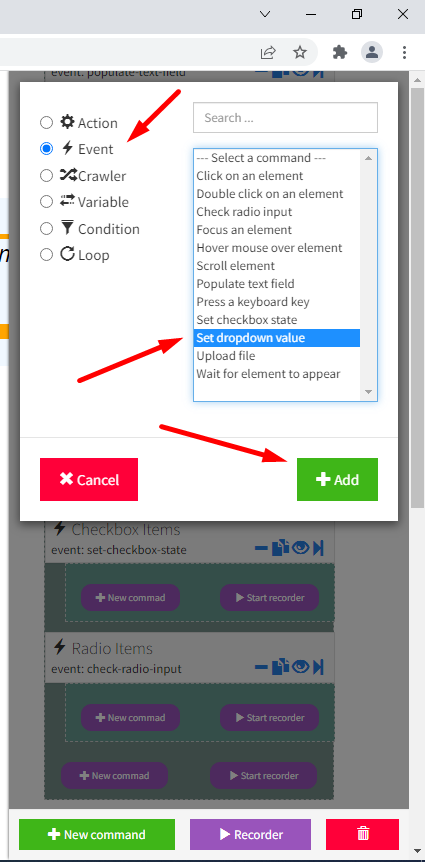 event: populate-text-field
Search ...
Action
Event
Crawler
Variable
Condition
Loop
--- Select a command ---
Click on an element
Double click on an element
Check radio input
Focus an element
Hover mouse over element
Scroll element
Populate text field
Press a keyboard key
Set checkbox state
Set dropdown value
Upload file
Wait for element to appear
Cancel
Add
Checkbox Items
event: set-checkbox-state
New commad
Start recorder
Radio Items
event: check-radio-input
New commad
Start recorder
New commad
Start recorder
New command
Recorder